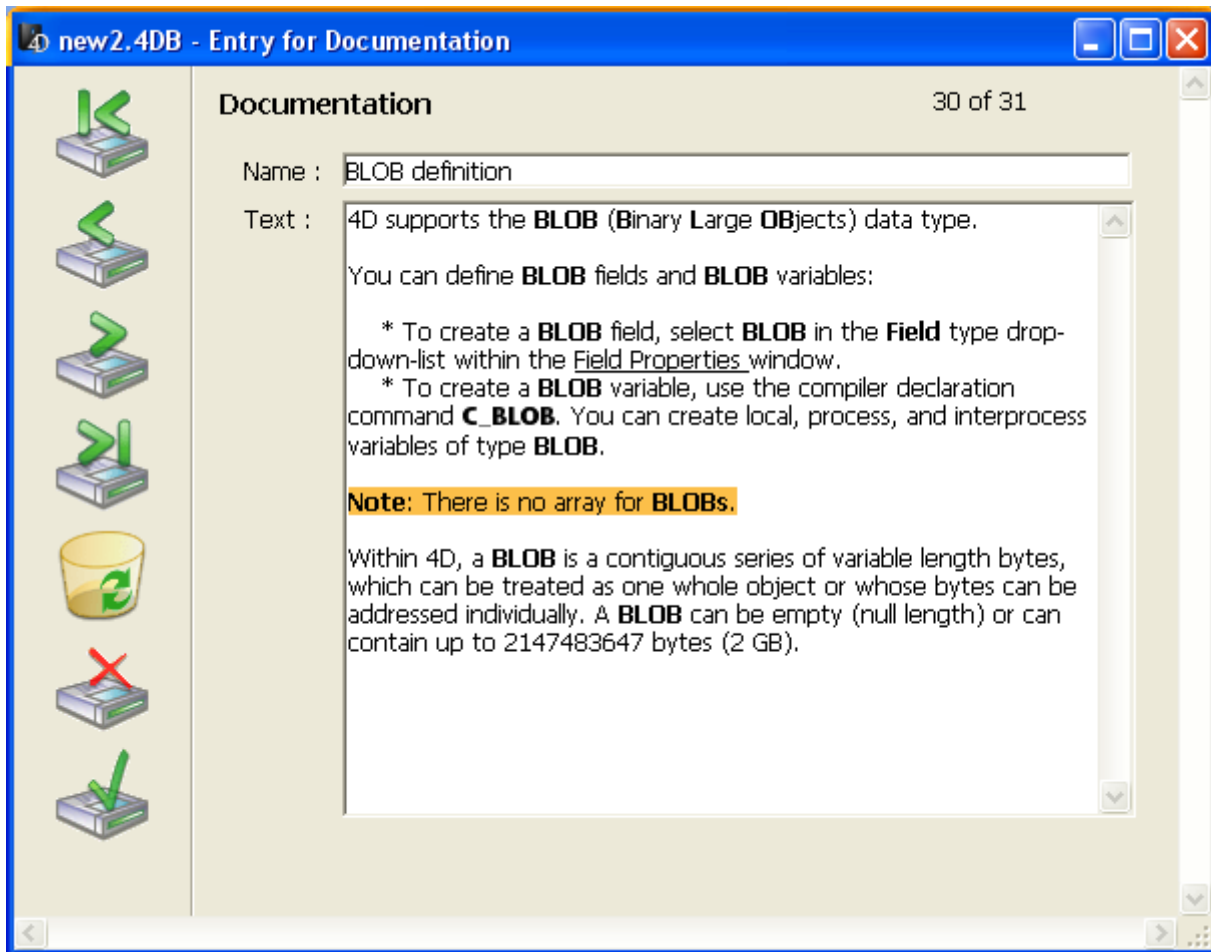 new2.4DB - Entry for Documentation
Documentation
30 of 31
Name :
BLOB definition
Text :
4D supports the BLOB (Binary Large OBjects) data type.
You can define BLOB fields and BLOB variables:
* To create a BLOB field, select BLOB in the Field type drop-
down-list within the Field Properties window.
* To create a BLOB variable, use the compiler declaration
command C_BLOB. You can create local, process, and interprocess
variables of type BLOB.
Note: There is no array for BLOBs.
Within 4D, a BLOB is a contiguous series of variable length bytes,
which can be treated as one whole object or whose bytes can be
addressed individually. A BLOB can be empty (null length) or can
contain up to 2147483647 bytes (2 GB).